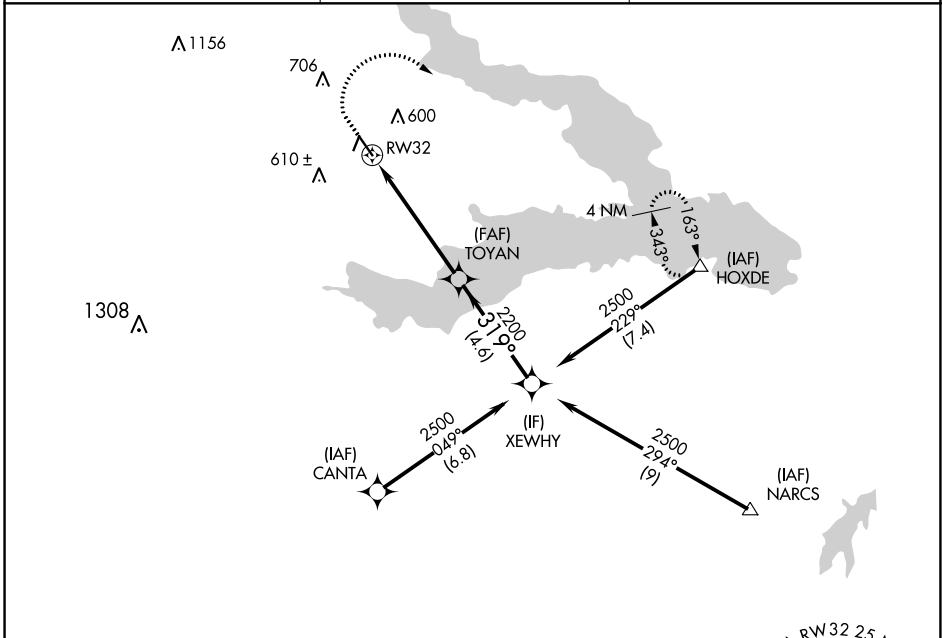 1156
706
600
RW32
610 ±
4 NM
163°
343°
(IAF)
HOXDE
(FAF)
TOYAN
2500
229°
(7.4)
1308
2200
319°
(4.6)
(IF)
XEWHY
2500
049°
(6.8)
(IAF)
CANTA
2500
294°
(9)
(IAF)
NARCS
RW32 25